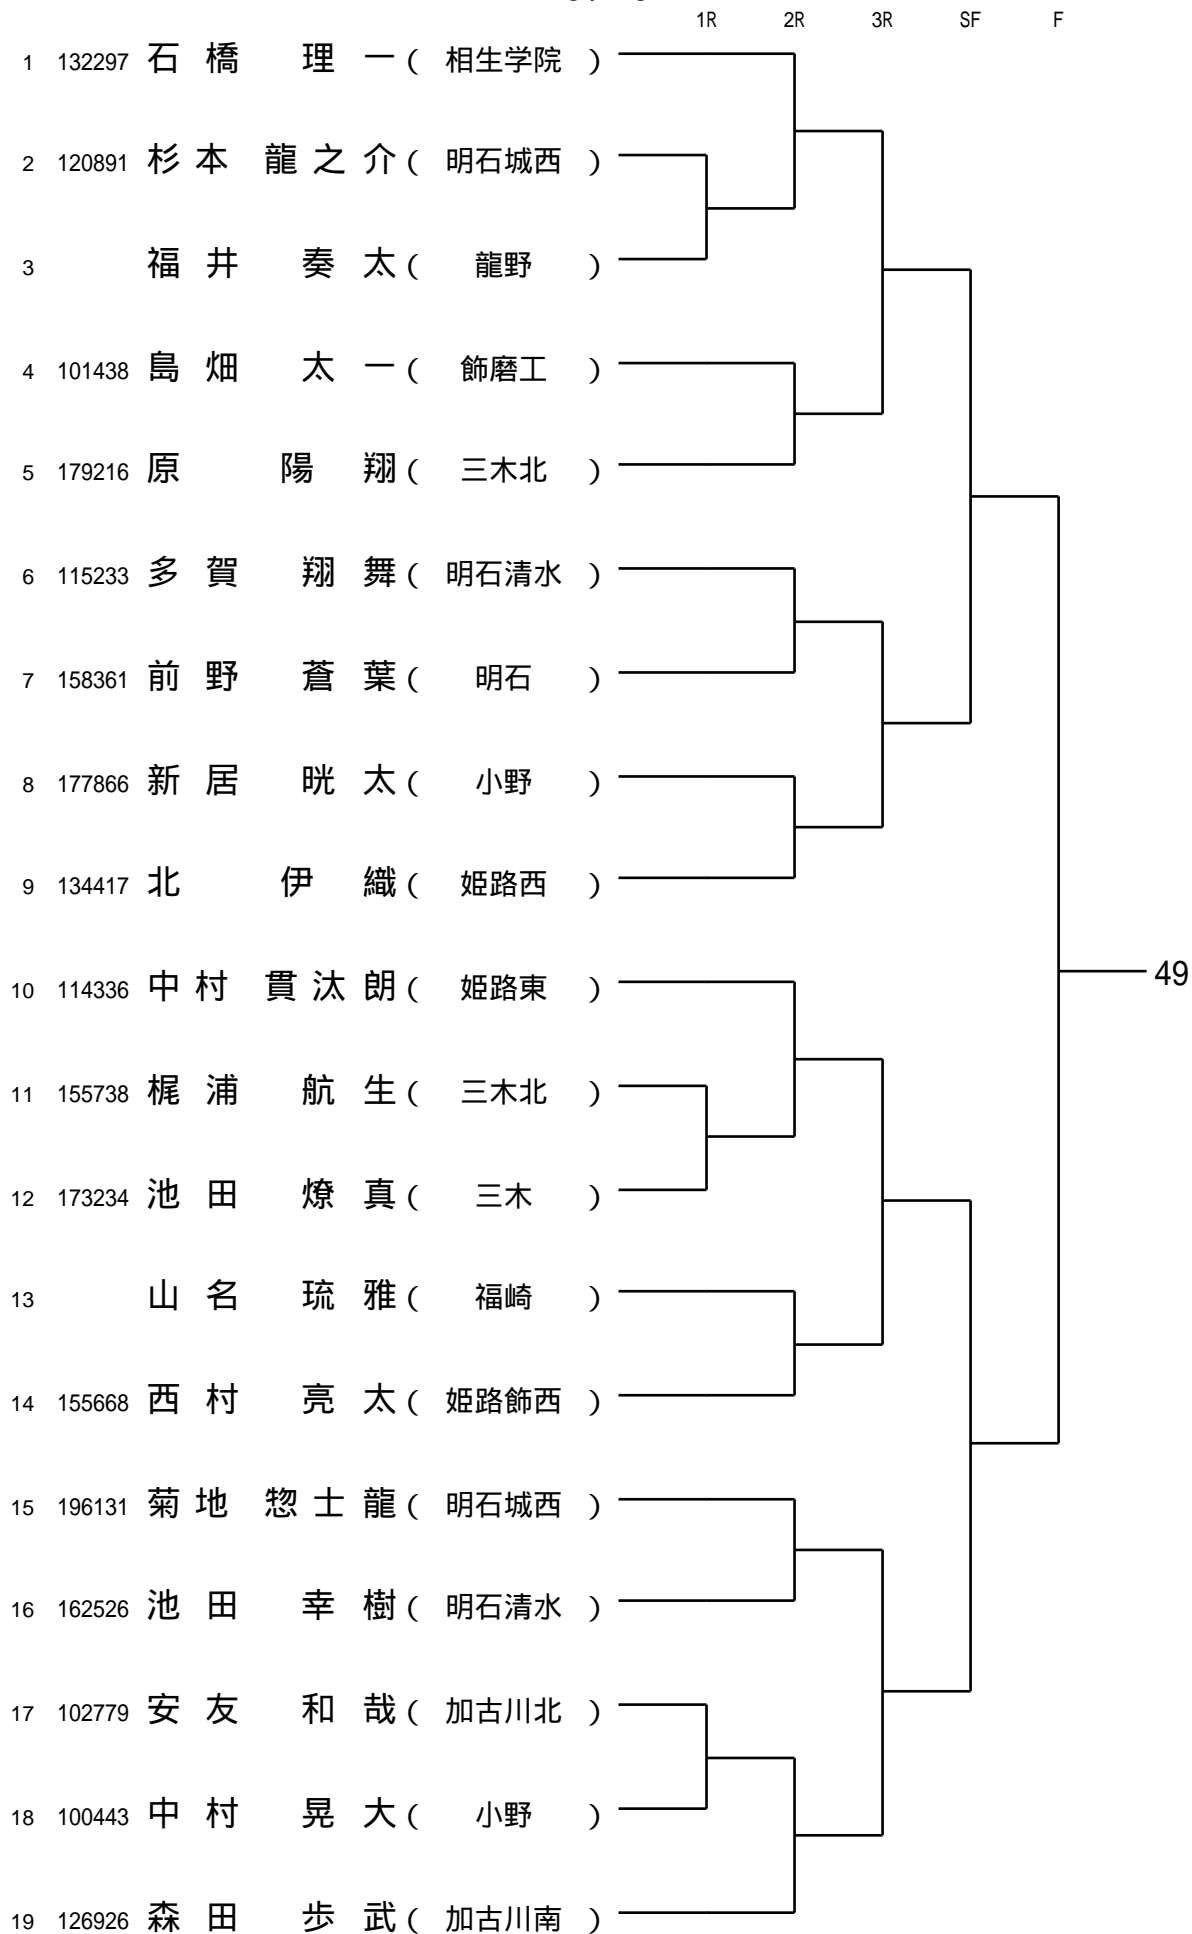 1R 2R 3R SF F
1 132297 石橋 理一 ( 相生学院 )
2 120891 杉本 龍之介 ( 明石城西 )
3 福井 奏太 ( 龍野 )
4 101438 島畑 太一 ( 飾磨工 )
5 179216 原 陽翔 ( 三木北 )
6 115233 多賀 翔舞 ( 明石清水 )
7 158361 前野 蒼葉 ( 明石 )
8 177866 新居 晄太 ( 小野 )
9 134417 北 伊織 ( 姫路西 )
49
10 114336 中村 貫汰朗 ( 姫路東 )
11 155738 梶浦 航生 ( 三木北 )
12 173234 池田 燎真 ( 三木 )
13 山名 琉雅 ( 福崎 )
14 155668 西村 亮太 ( 姫路飾西 )
15 196131 菊地 惣士龍 ( 明石城西 )
16 162526 池田 幸樹 ( 明石清水 )
17 102779 安友 和哉 ( 加古川北 )
18 100443 中村 晃大 ( 小野 )
19 126926 森田 歩武 ( 加古川南 )